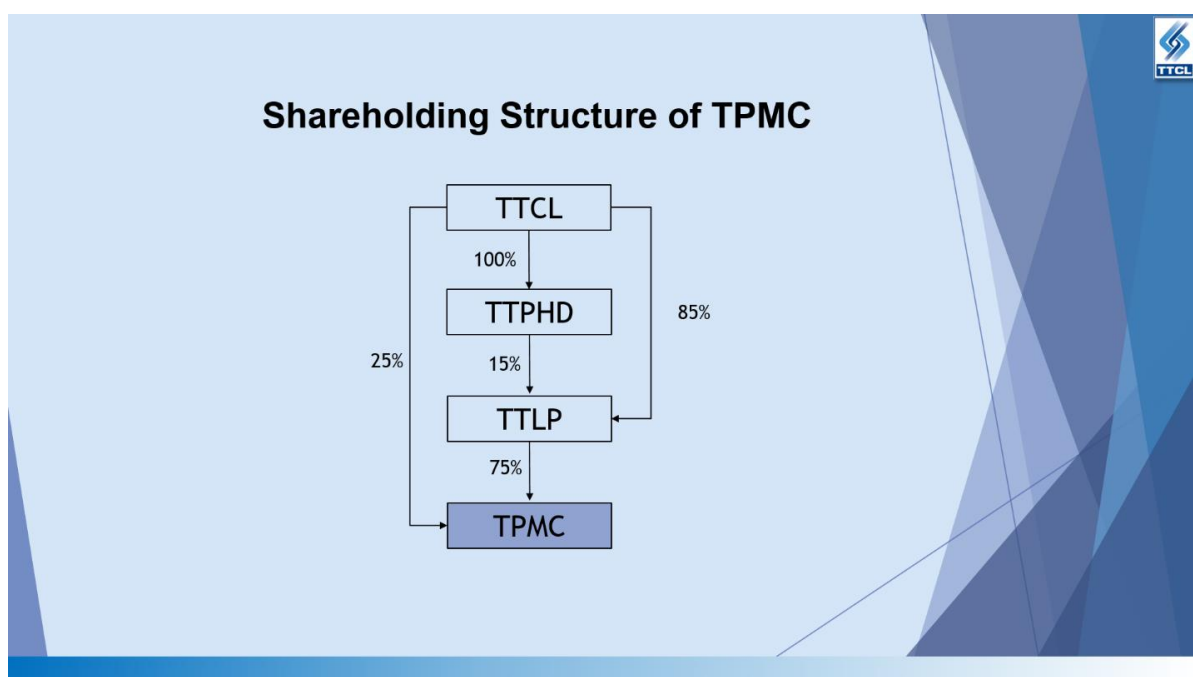 TTCL
Shareholding Structure of TPMC
TTCL
100%
TTPHD
85%
25%
15%
TTLP
75%
TPMC